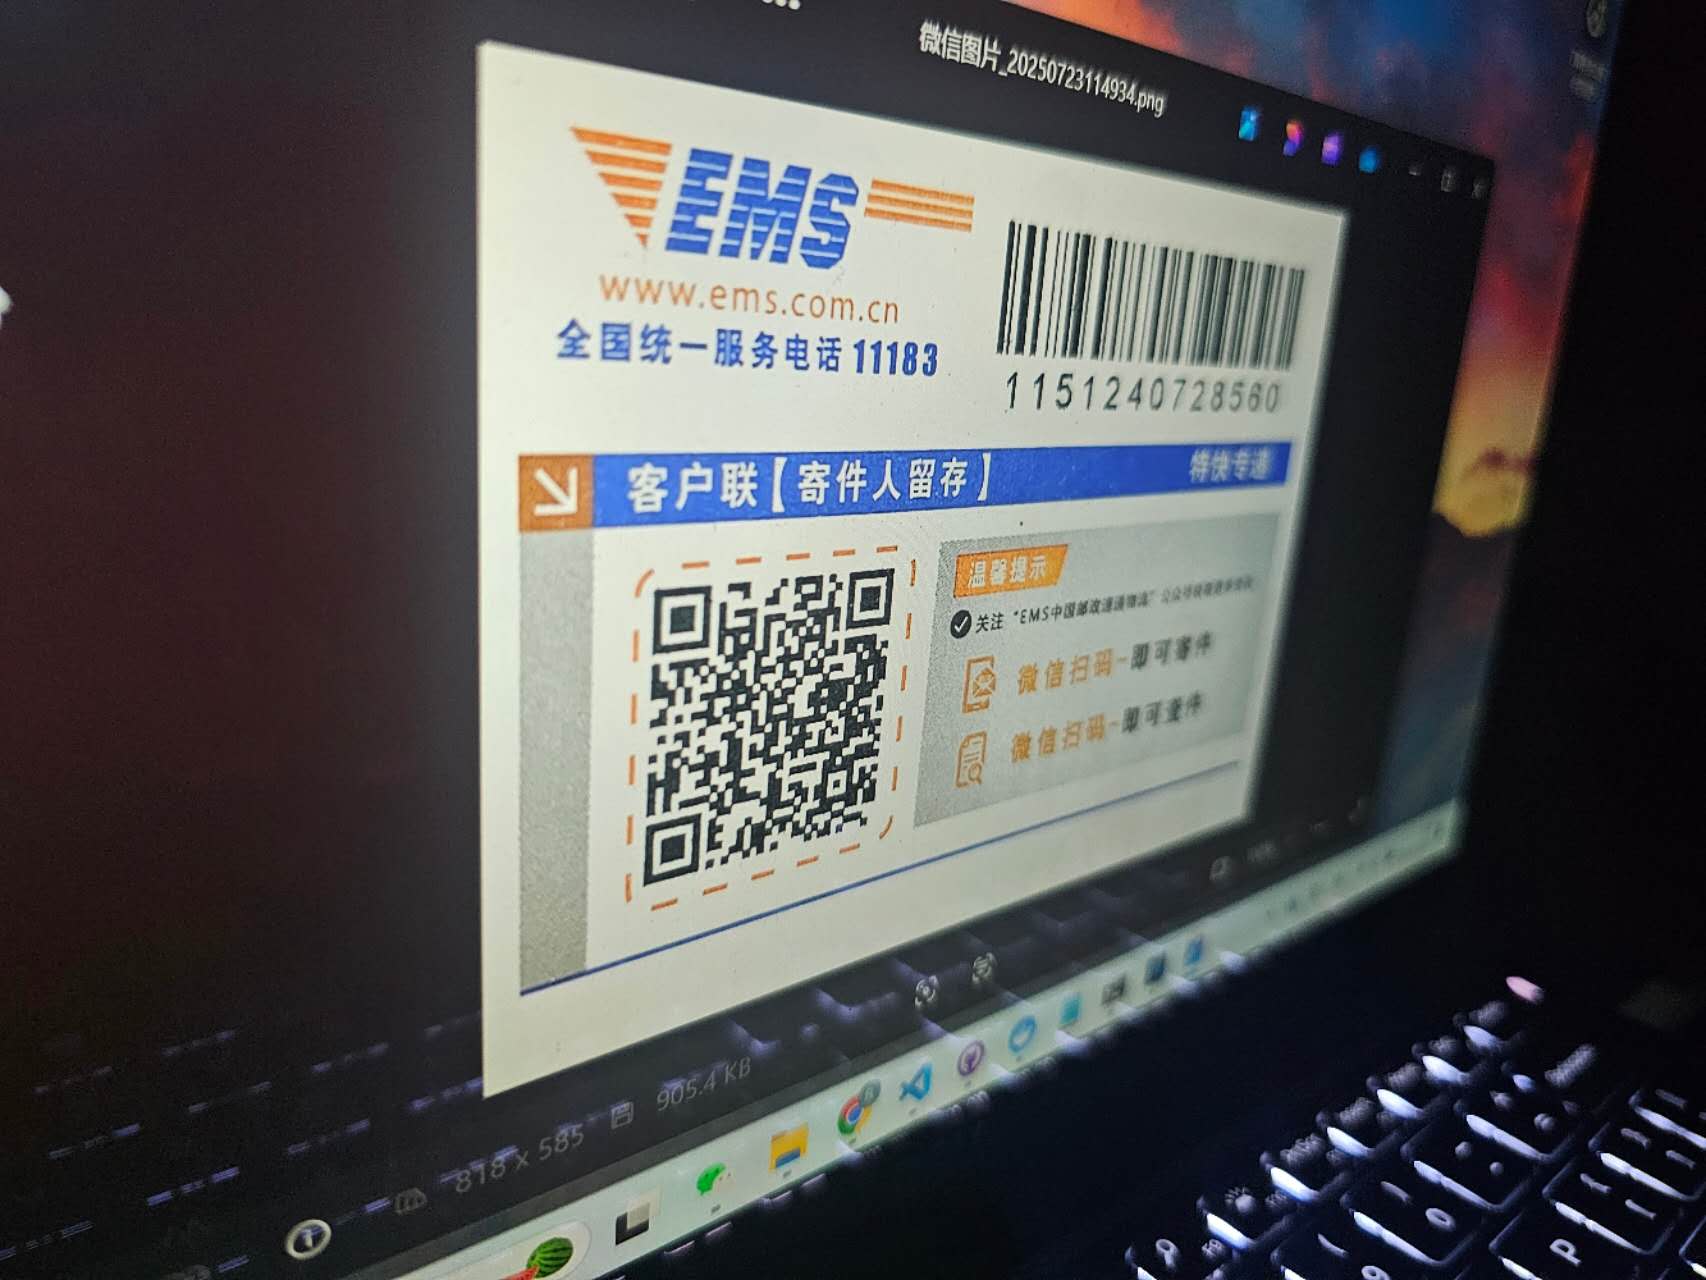 微信图片_20250723114934.png
EMS
www.ems.com.cn
全国统一服务电话 11183
1151240728560
客户联【寄件人留存】
特快专递
温馨提示
关注“EMS中国邮政速递物流”
微信扫码-即可寄件
微信扫码-即可查件
818 x 585
905.4 KB
P